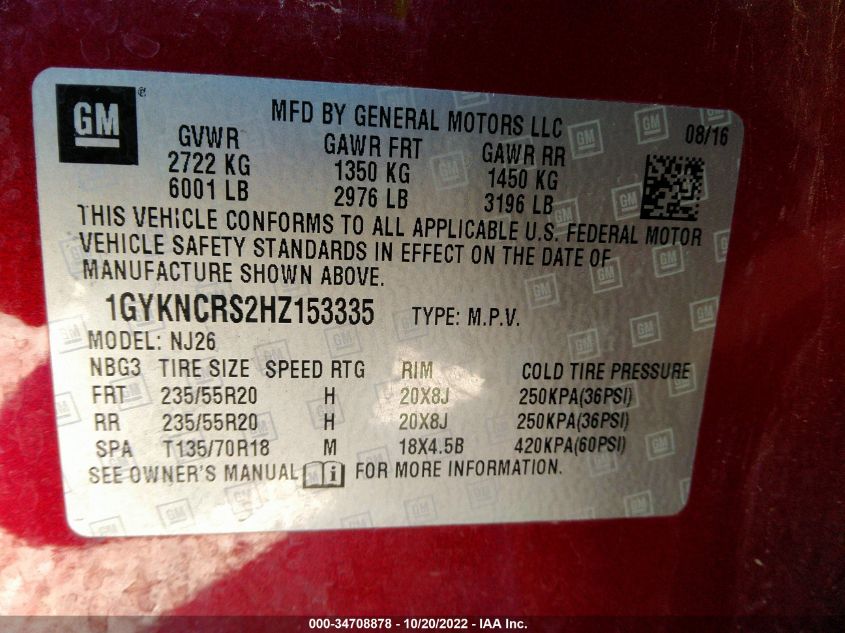 GM
MFD BY GENERAL MOTORS LLC
08/16
GVWR GAWR FRT GAWR RR
2722 KG 1350 KG 1450 KG
6001 LB 2976 LB 3196 LB
THIS VEHICLE CONFORMS TO ALL APPLICABLE U.S. FEDERAL MOTOR
VEHICLE SAFETY STANDARDS IN EFFECT ON THE DATE OF
MANUFACTURE SHOWN ABOVE.
1GYKNCRS2HZ153335 TYPE: M.P.V.
MODEL: NJ26
NBG3 TIRE SIZE SPEED RTG RIM COLD TIRE PRESSURE
FRT 235/55R20 H 20X8J 250KPA(36PSI)
RR 235/55R20 H 20X8J 250KPA(36PSI)
SPA T135/70R18 M 18X4.5B 420KPA(60PSI)
SEE OWNER'S MANUAL i FOR MORE INFORMATION.
000-34708878 - 10/20/2022 - IAA Inc.